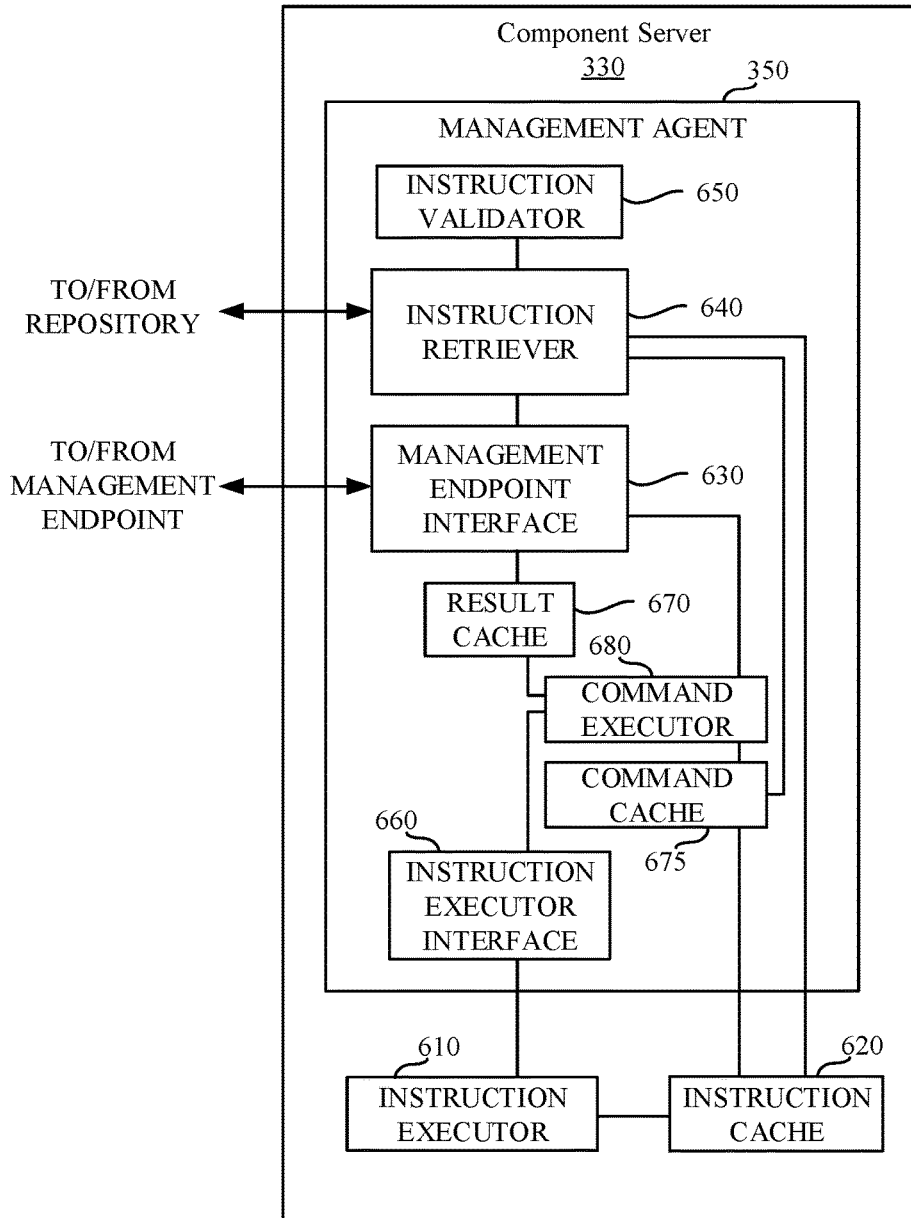 Component Server
330
350
MANAGEMENT AGENT
INSTRUCTION
VALIDATOR
650
TO/FROM
REPOSITORY
INSTRUCTION
RETRIEVER
640
TO/FROM
MANAGEMENT
ENDPOINT
MANAGEMENT
ENDPOINT
INTERFACE
630
RESULT
CACHE
670
680
COMMAND
EXECUTOR
COMMAND
CACHE
675
660
INSTRUCTION
EXECUTOR
INTERFACE
610
INSTRUCTION
EXECUTOR
620
INSTRUCTION
CACHE